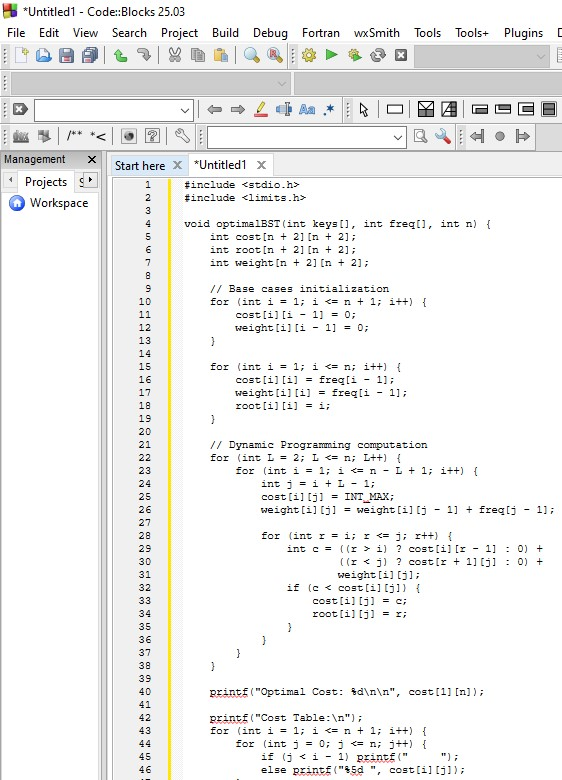 *Untitled1 - Code::Blocks 25.03
File Edit View Search Project Build Debug Fortran wxSmith Tools Tools+ Plugins
Aa .*
/** *<
Management
Start here *Untitled1
Projects
Workspace
1 #include <stdio.h>
2 #include <limits.h>
3
4 void optimalBST(int keys[], int freq[], int n) {
5     int cost[n + 2][n + 2];
6     int root[n + 2][n + 2];
7     int weight[n + 2][n + 2];
8
9     // Base cases initialization
10     for (int i = 1; i <= n + 1; i++) {
11         cost[i][i - 1] = 0;
12         weight[i][i - 1] = 0;
13     }
14
15     for (int i = 1; i <= n; i++) {
16         cost[i][i] = freq[i - 1];
17         weight[i][i] = freq[i - 1];
18         root[i][i] = i;
19     }
20
21     // Dynamic Programming computation
22     for (int L = 2; L <= n; L++) {
23         for (int i = 1; i <= n - L + 1; i++) {
24             int j = i + L - 1;
25             cost[i][j] = INT_MAX;
26             weight[i][j] = weight[i][j - 1] + freq[j - 1];
27
28             for (int r = i; r <= j; r++) {
29                 int c = ((r > i) ? cost[i][r - 1] : 0) +
30                         ((r < j) ? cost[r + 1][j] : 0) +
31                         weight[i][j];
32                 if (c < cost[i][j]) {
33                     cost[i][j] = c;
34                     root[i][j] = r;
35                 }
36             }
37         }
38     }
39
40     printf("Optimal Cost: %d\n\n", cost[1][n]);
41
42     printf("Cost Table:\n");
43     for (int i = 1; i <= n + 1; i++) {
44         for (int j = 0; j <= n; j++) {
45             if (j < i - 1) printf("     ");
46             else printf("%5d ", cost[i][j]);